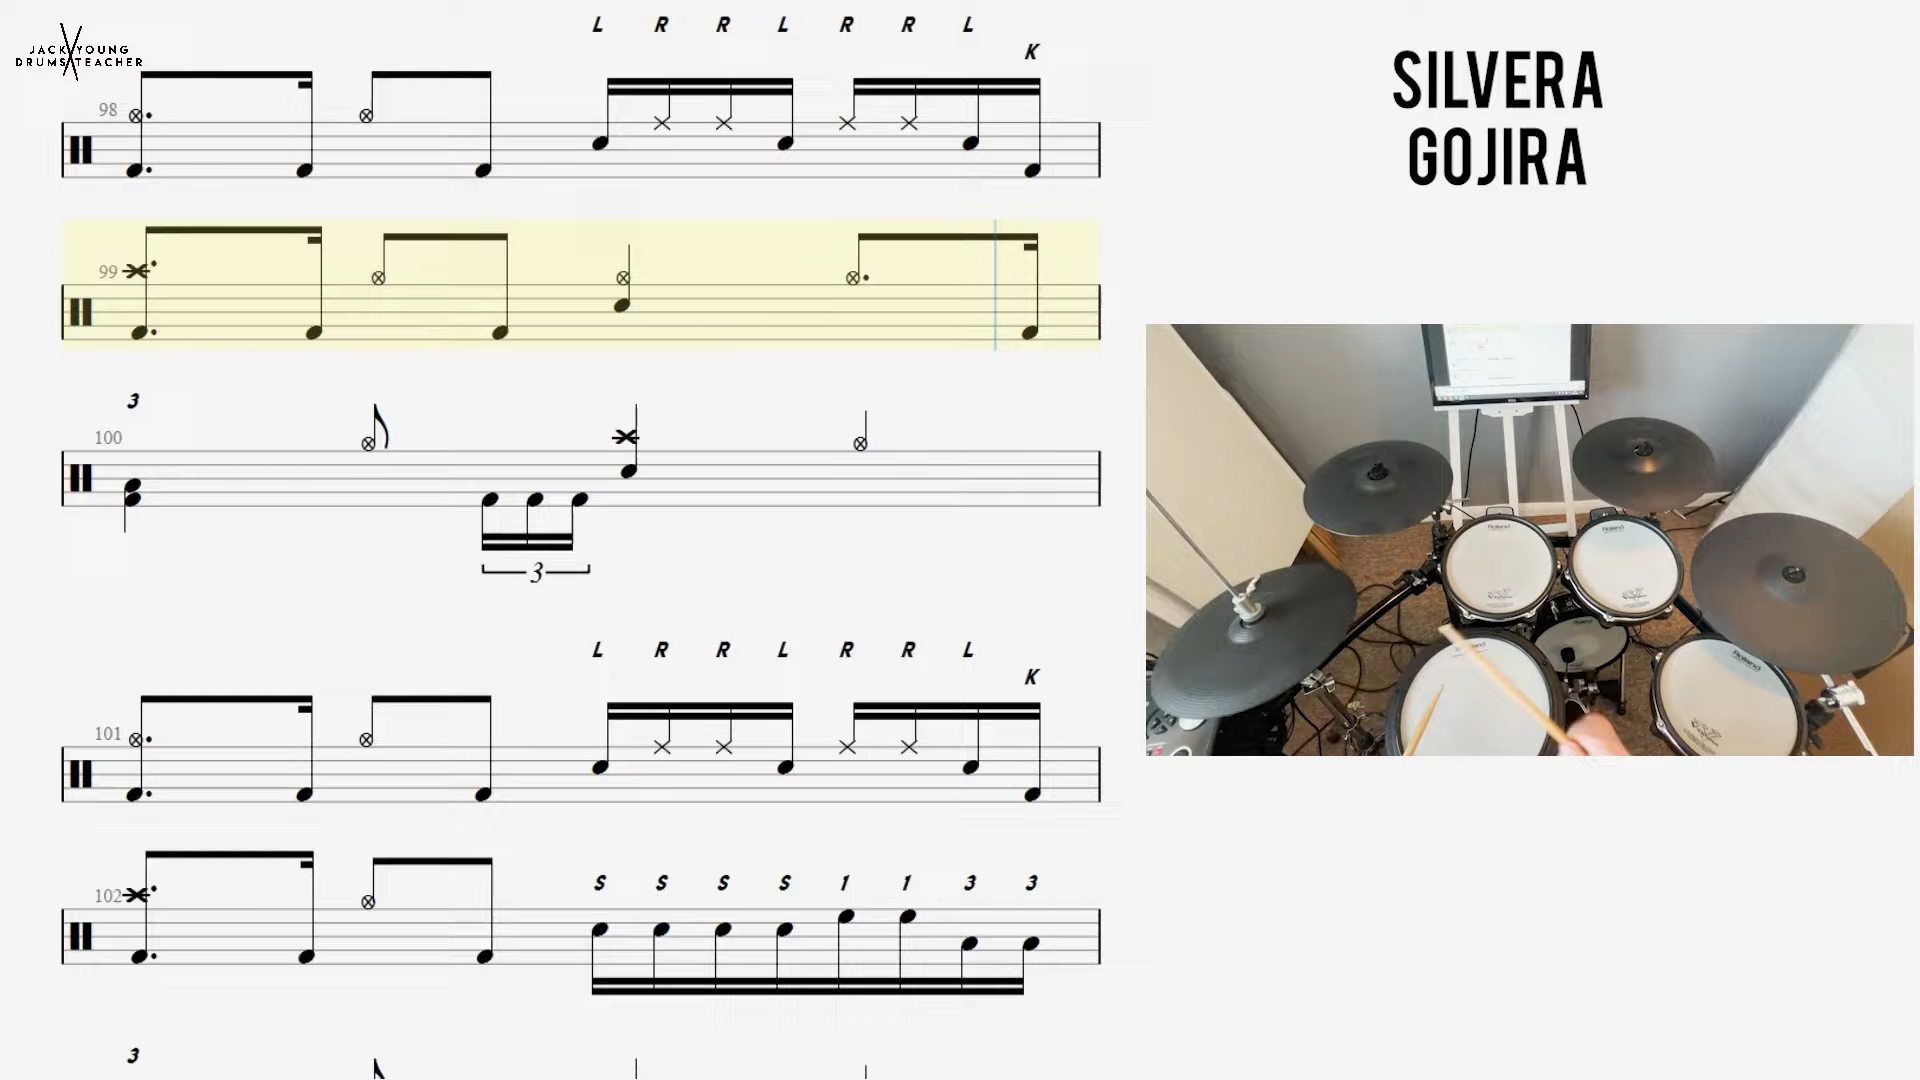 JACK YOUNG
DRUMS TEACHER
SILVERA
GOJIRA
L R R L R R L
K
98
99
3
100
3
L R R L R R L
K
101
S S S S 1 1 3 3
102
3
Roland
Roland
Roland
Roland
Roland